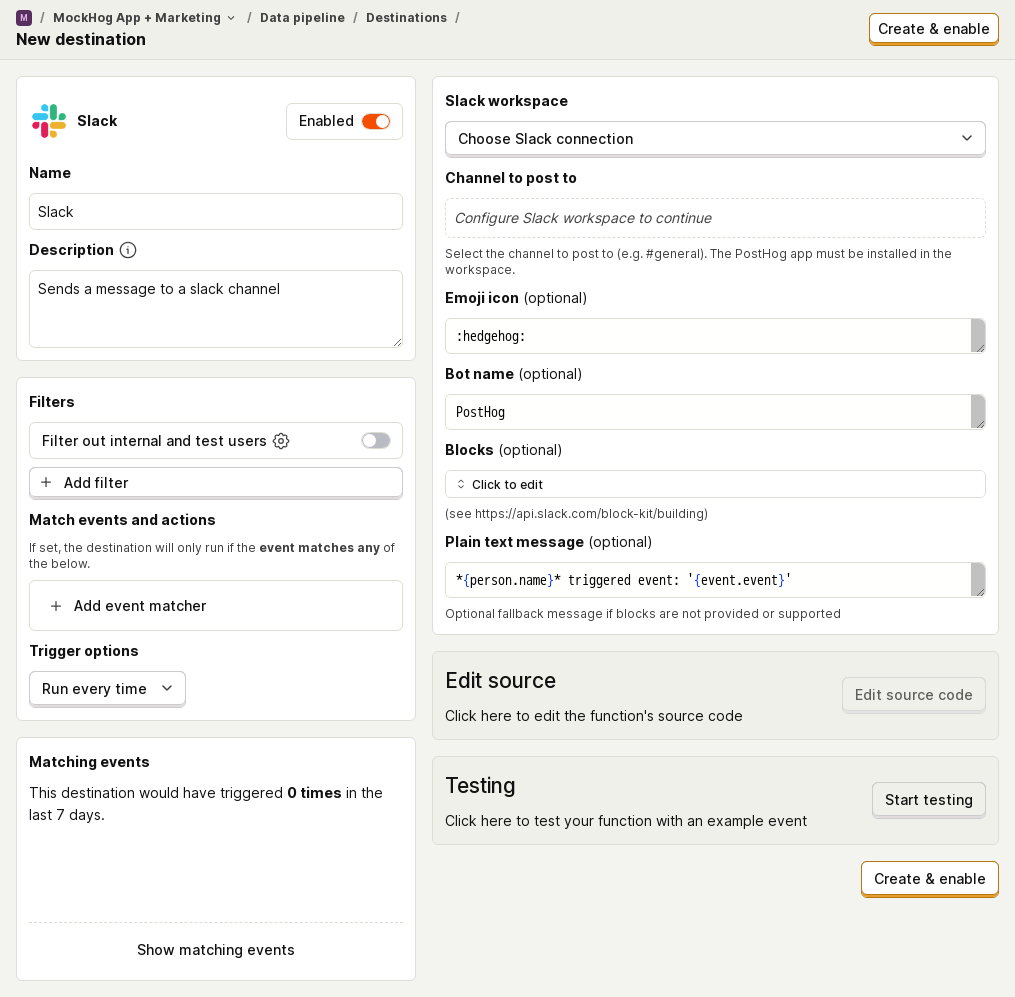 M / MockHog App + Marketing / Data pipeline / Destinations /
New destination
Create & enable
Slack
Enabled
Name
Slack
Description
Sends a message to a slack channel
Filters
Filter out internal and test users
Add filter
Match events and actions
If set, the destination will only run if the event matches any of
the below.
Add event matcher
Trigger options
Run every time
Matching events
This destination would have triggered 0 times in the
last 7 days.
Show matching events
Slack workspace
Choose Slack connection
Channel to post to
Configure Slack workspace to continue
Select the channel to post to (e.g. #general). The PostHog app must be installed in the
workspace.
Emoji icon (optional)
:hedgehog:
Bot name (optional)
PostHog
Blocks (optional)
Click to edit
(see https://api.slack.com/block-kit/building)
Plain text message (optional)
*{person.name}* triggered event: '{event.event}'
Optional fallback message if blocks are not provided or supported
Edit source
Click here to edit the function's source code
Edit source code
Testing
Click here to test your function with an example event
Start testing
Create & enable